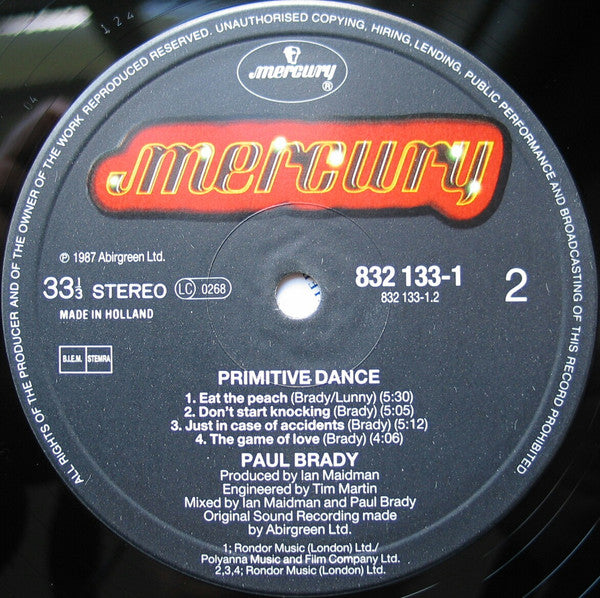 124
ALL RIGHTS OF THE PRODUCER AND OF THE OWNER OF THE WORK REPRODUCED RESERVED. UNAUTHORISED COPYING, HIRING, LENDING, PUBLIC PERFORMANCE AND BROADCASTING OF THIS RECORD PROHIBITED
mercury
®
mercury
℗ 1987 Abirgreen Ltd.
33⅓ STEREO LC 0268 832 133-1 2
832 133-1.2
MADE IN HOLLAND
B.I.E.M. STEMRA
PRIMITIVE DANCE
1. Eat the peach (Brady/Lunny) (5:30)
2. Don't start knocking (Brady) (5:05)
3. Just in case of accidents (Brady) (5:12)
4. The game of love (Brady) (4:06)
PAUL BRADY
Produced by Ian Maidman
Engineered by Tim Martin
Mixed by Ian Maidman and Paul Brady
Original Sound Recording made
by Abirgreen Ltd.
1; Rondor Music (London) Ltd./
Polyanna Music and Film Company Ltd.
2,3,4; Rondor Music (London) Ltd.